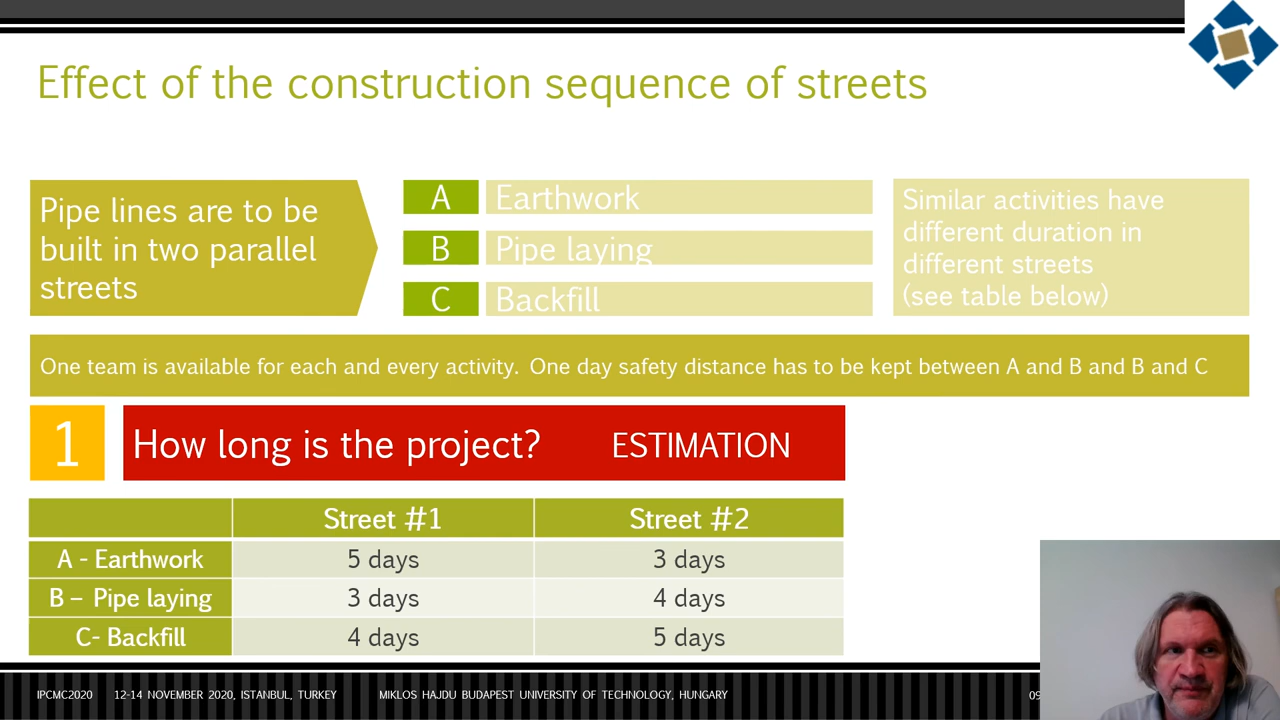 Effect of the construction sequence of streets
Pipe lines are to be
built in two parallel
streets
A Earthwork
B Pipe laying
C Backfill
Similar activities have
different duration in
different streets
(see table below)
One team is available for each and every activity. One day safety distance has to be kept between A and B and B and C
1 How long is the project? ESTIMATION
Street #1 Street #2
A - Earthwork 5 days 3 days
B – Pipe laying 3 days 4 days
C- Backfill 4 days 5 days
IPCMC2020 12-14 NOVEMBER 2020, ISTANBUL, TURKEY MIKLOS HAJDU BUDAPEST UNIVERSITY OF TECHNOLOGY, HUNGARY